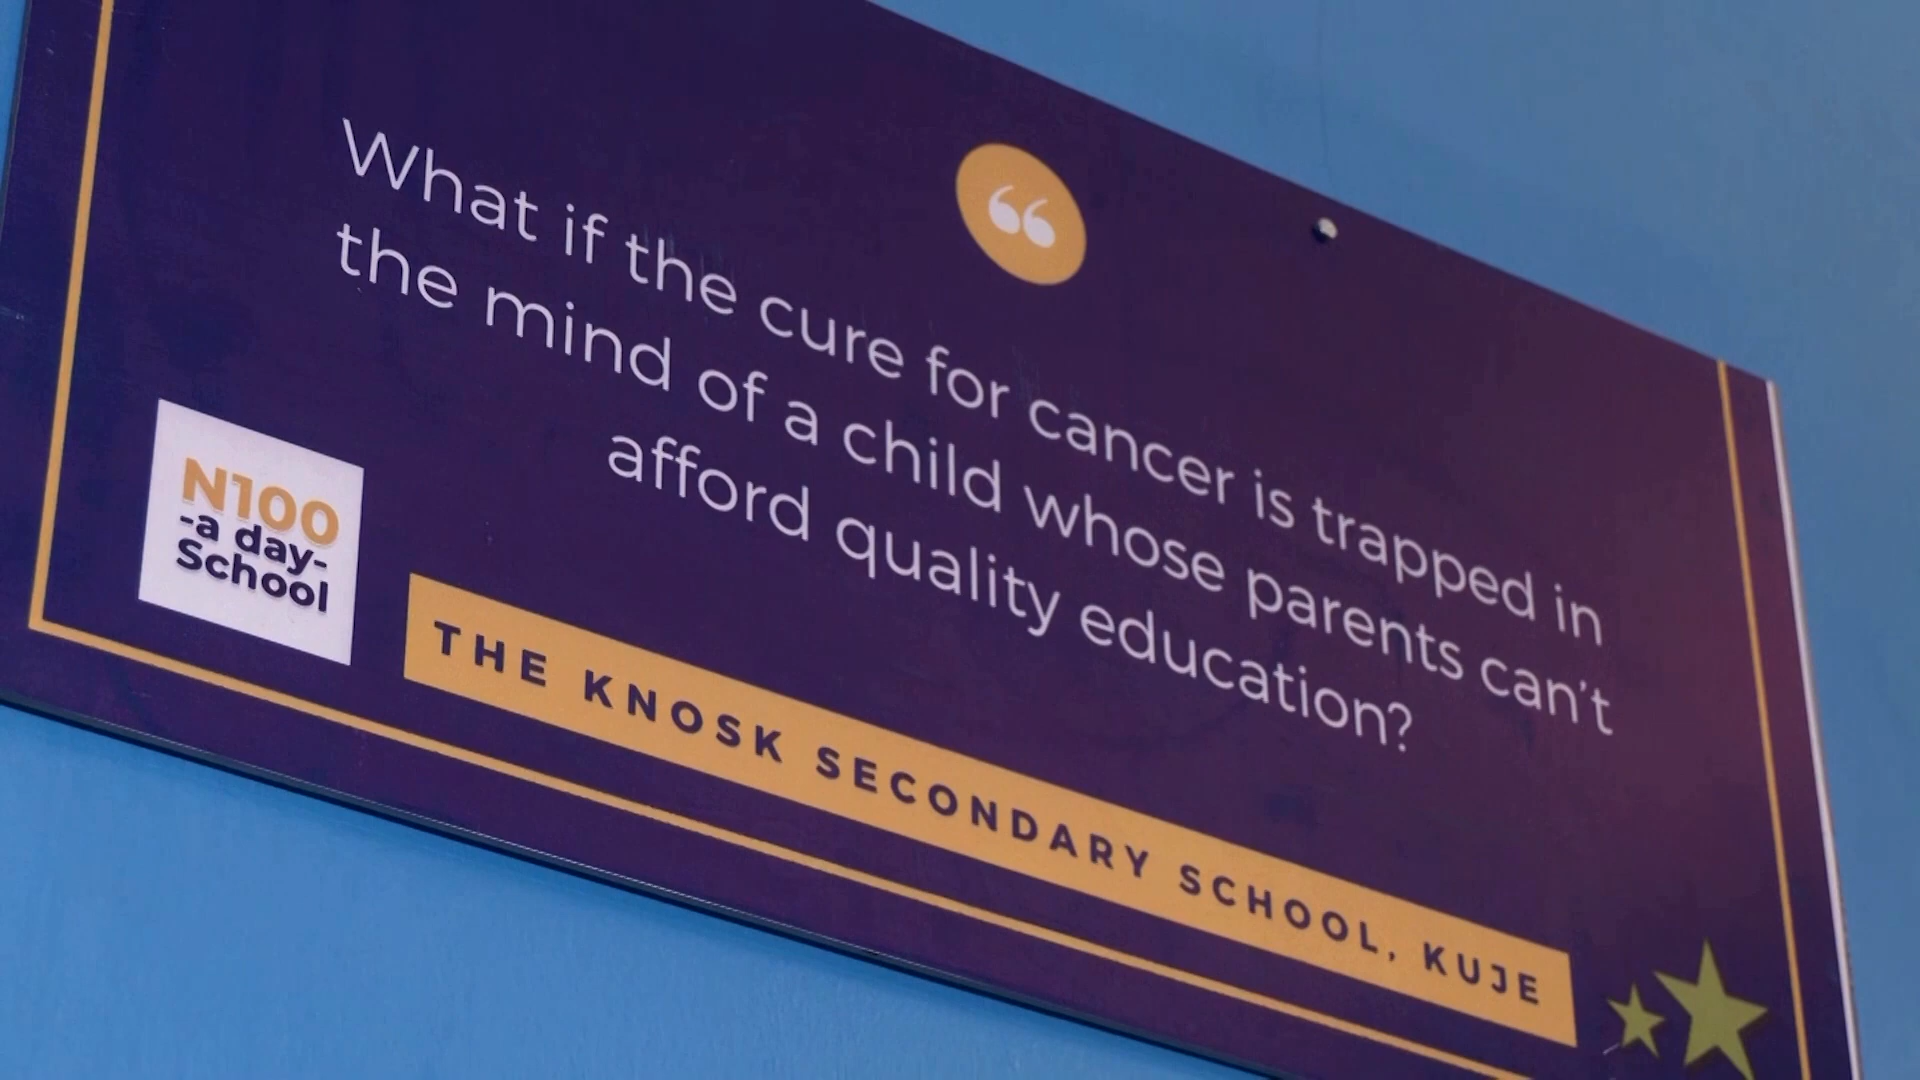 “
What if the cure for cancer is trapped in
the mind of a child whose parents can't
afford quality education?
N100
-a day-
School
THE KNOSK SECONDARY SCHOOL, KUJE